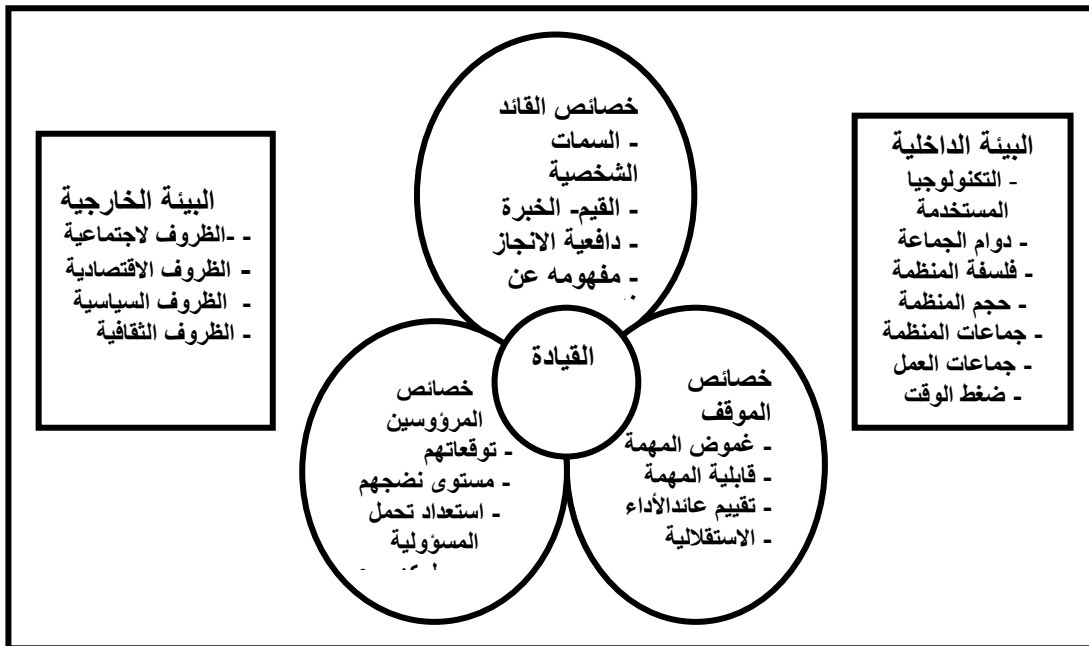 خصائص القائد
- السمات
الشخصية
- القيم- الخبرة
- دافعية الانجاز
- مفهومه عن
البيئة الداخلية
- التكنولوجيا
المستخدمة
- دوام الجماعة
- فلسفة المنظمة
- حجم المنظمة
- جماعات المنظمة
- جماعات العمل
- ضغط الوقت
البيئة الخارجية
- -الظروف لاجتماعية
- الظروف الاقتصادية
- الظروف السياسية
- الظروف الثقافية
القيادة
خصائص
الموقف
- غموض المهمة
- قابلية المهمة
- تقييم عائدالأداء
- الاستقلالية
خصائص
المرؤوسين
- توقعاتهم
- مستوى نضجهم
- استعداد تحمل
المسؤولية